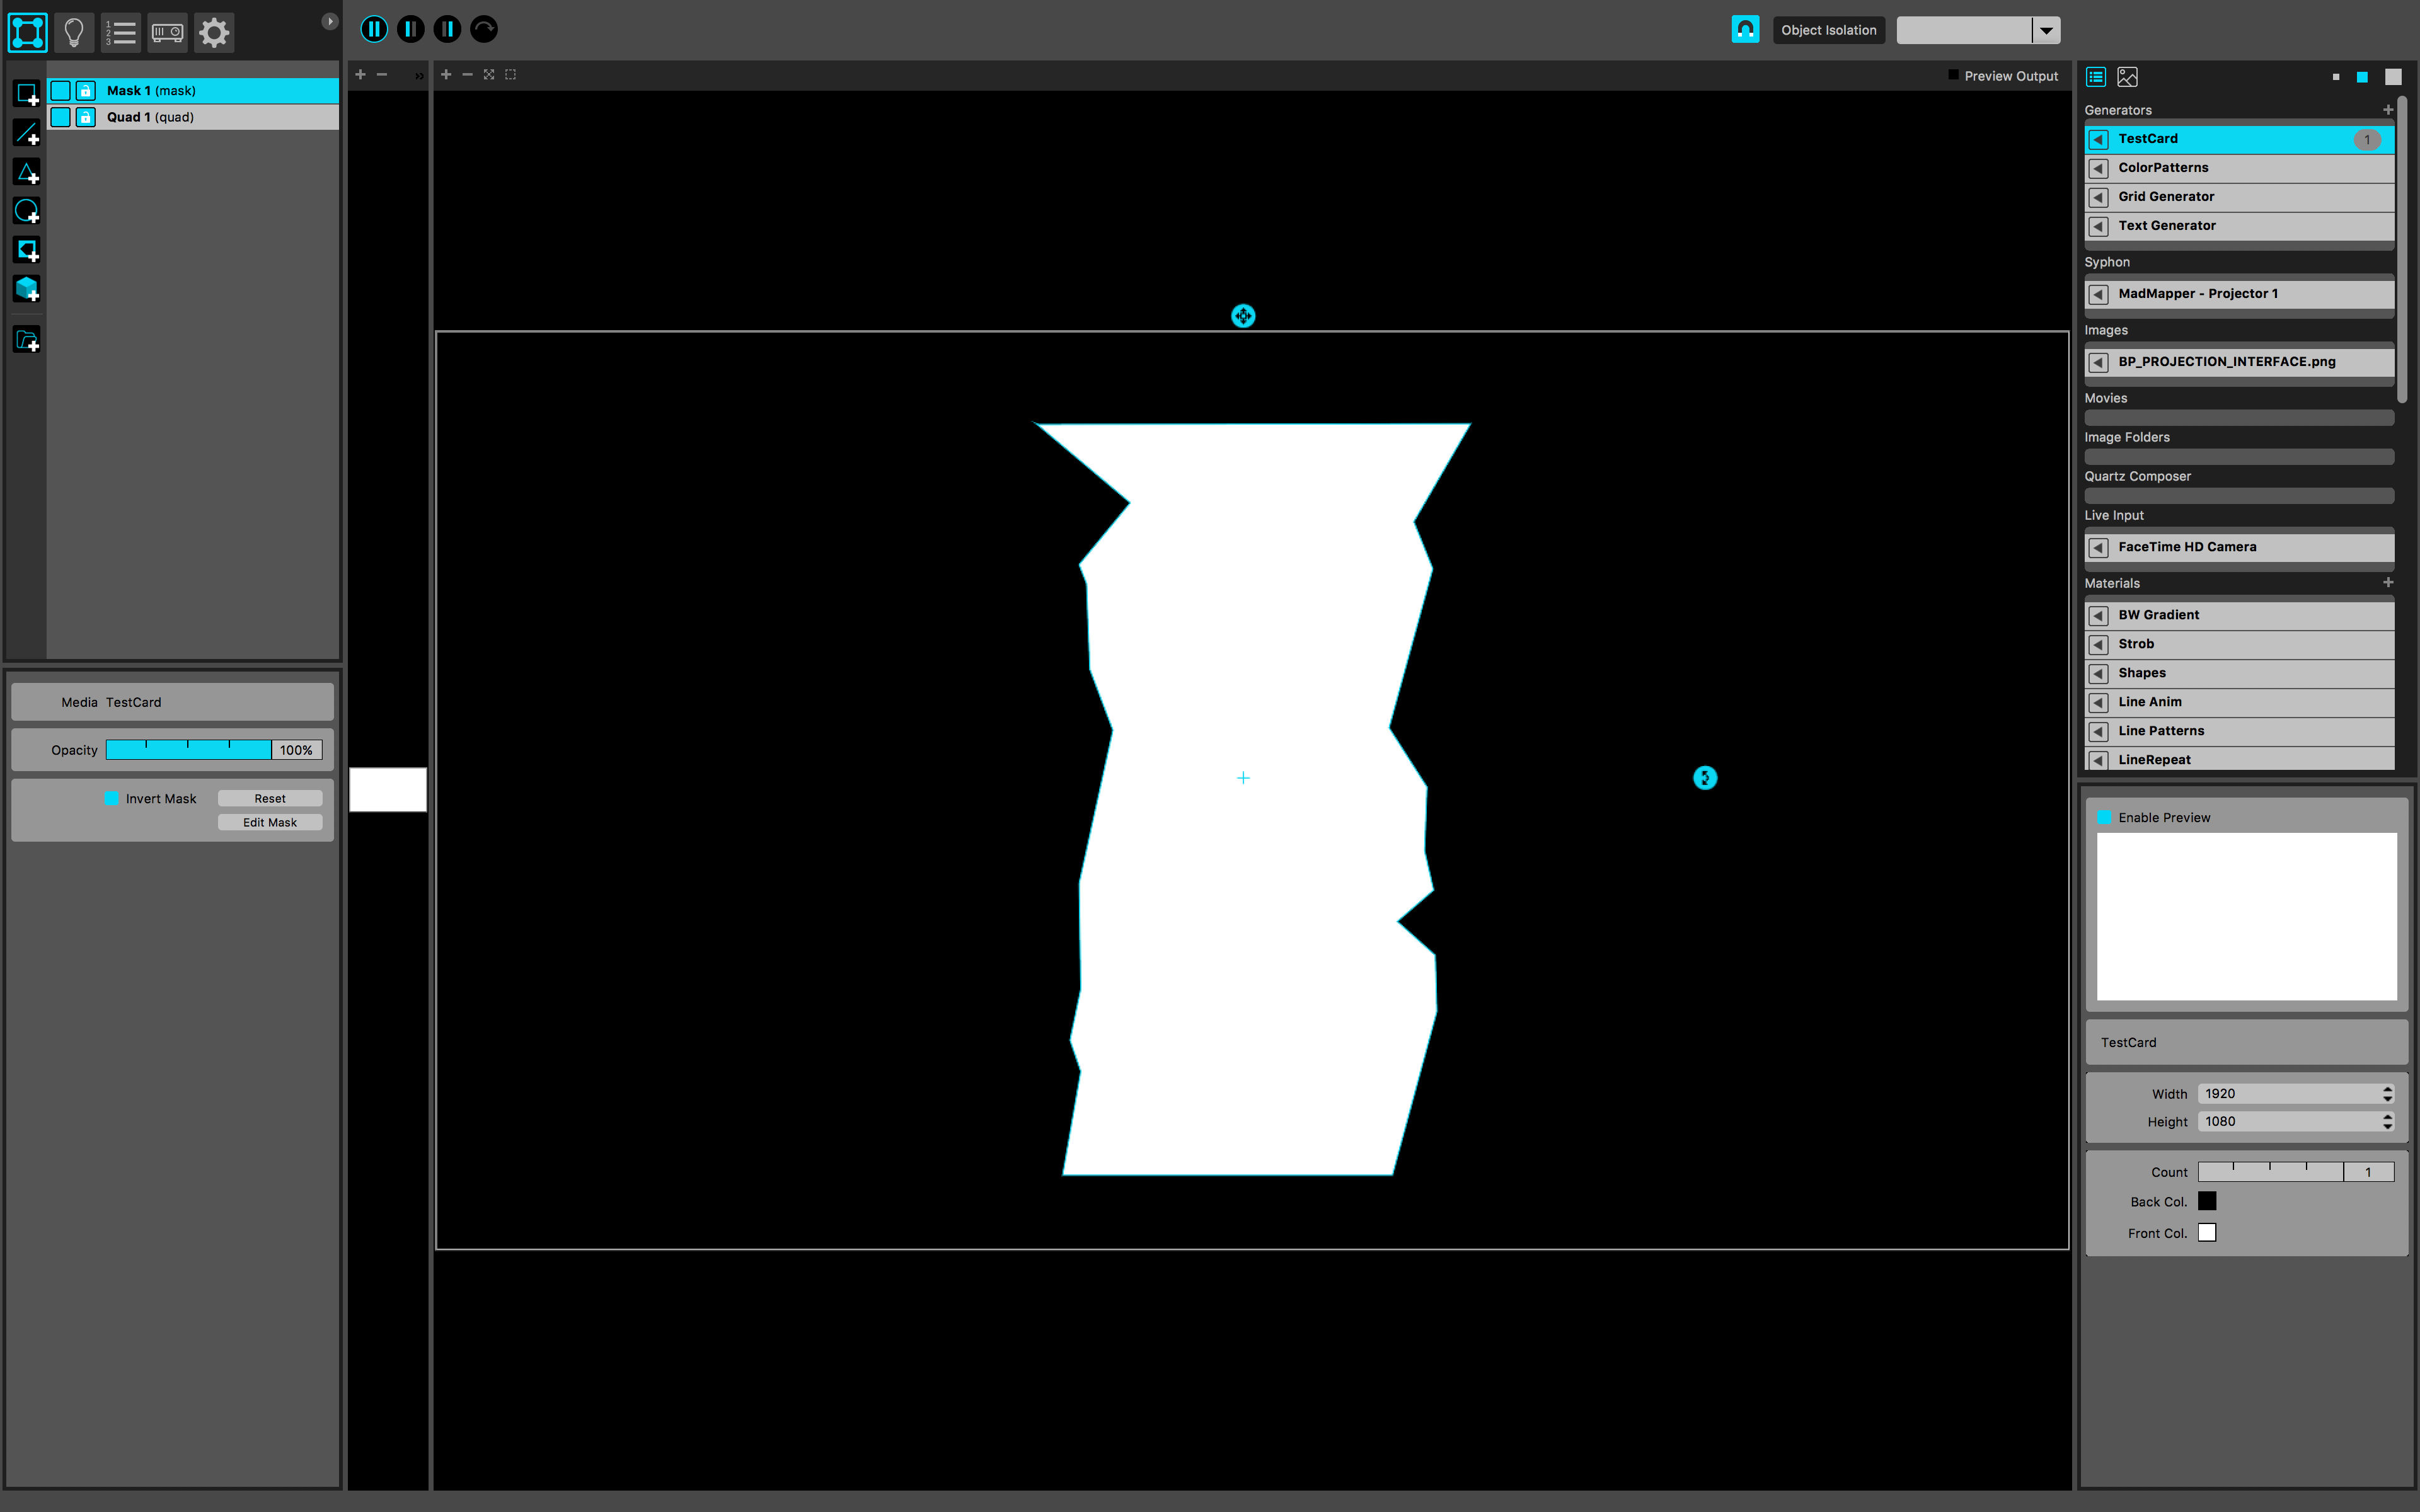 1
2
3
Object Isolation
Mask 1 (mask)
Quad 1 (quad)
Preview Output
Generators
TestCard 1
ColorPatterns
Grid Generator
Text Generator
Syphon
MadMapper - Projector 1
Images
BP_PROJECTION_INTERFACE.png
Movies
Image Folders
Quartz Composer
Live Input
FaceTime HD Camera
Materials
BW Gradient
Strob
Shapes
Line Anim
Line Patterns
LineRepeat
Media TestCard
Opacity 100%
Invert Mask Reset
Edit Mask
Enable Preview
TestCard
Width 1920
Height 1080
Count 1
Back Col.
Front Col.